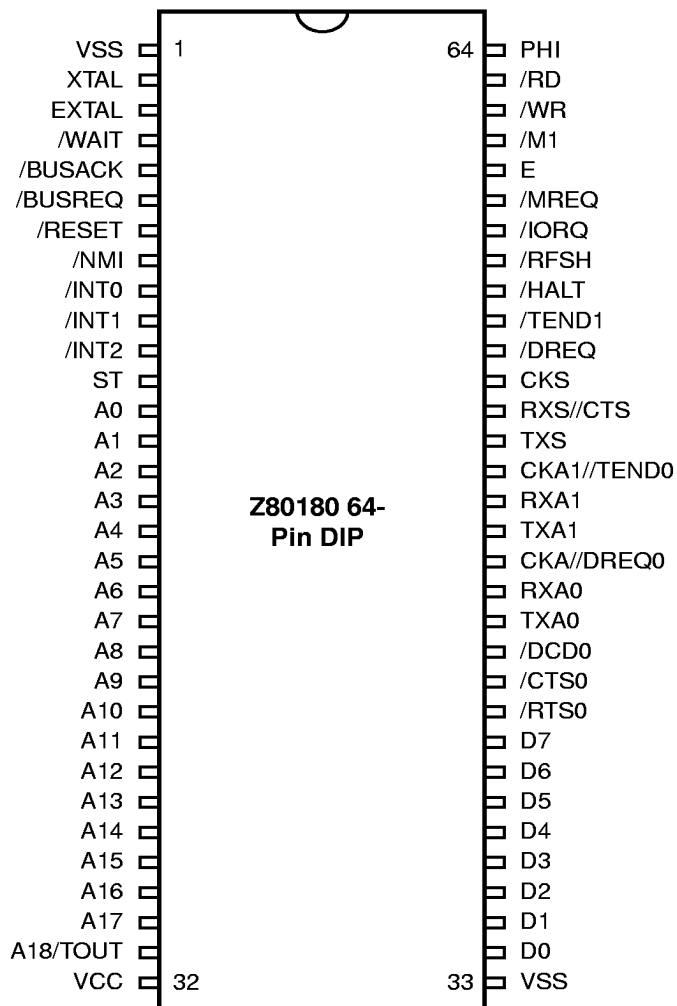 VSS 1 64 PHI
XTAL /RD
EXTAL /WR
/WAIT /M1
/BUSACK E
/BUSREQ /MREQ
/RESET /IORQ
/NMI /RFSH
/INT0 /HALT
/INT1 /TEND1
/INT2 /DREQ
ST CKS
A0 RXS//CTS
A1 TXS
A2 CKA1//TEND0
A3 RXA1
Z80180 64-
A4 TXA1
Pin DIP
A5 CKA//DREQ0
A6 RXA0
A7 TXA0
A8 /DCD0
A9 /CTS0
A10 /RTS0
A11 D7
A12 D6
A13 D5
A14 D4
A15 D3
A16 D2
A17 D1
A18/TOUT D0
VCC 32 33 VSS